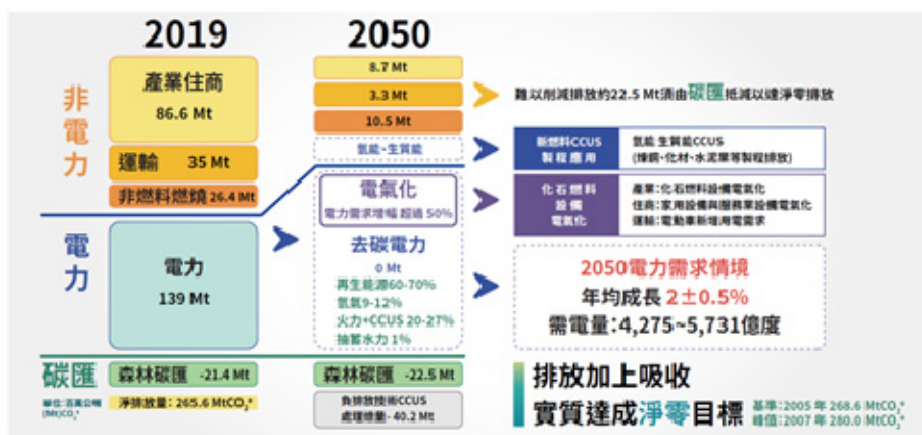 2019
2050
非電力
產業住商
86.6 Mt
運輸 35 Mt
非燃料燃燒 26.4 Mt
8.7 Mt
3.3 Mt
10.5 Mt
氫能~生質能
難以削減排放約22.5 Mt須由碳匯抵減以達淨零排放
新燃料CCUS
製程應用
氫能 生質能CCUS
(煉鋼、化材、水泥業等製程排放)
化石燃料
設備
電氣化
產業:化石燃料設備電氣化
住商:家用設備與服務業設備電氣化
運輸:電動車新增用電需求
電力
電力
139 Mt
電氣化
電力需求增幅 超過 50%
去碳電力
0 Mt
再生能源60-70%
氫氣9-12%
火力+CCUS 20-27%
抽蓄水力 1%
2050電力需求情境
年均成長 2±0.5%
需電量:4,275~5,731億度
碳匯
單位:百萬公噸
(Mt)CO₂e
森林碳匯 -21.4 Mt
淨排放量: 265.6 MtCO₂e
森林碳匯 -22.5 Mt
負排放技術CCUS
處理總量- 40.2 Mt
排放加上吸收
實質達成淨零目標
基準:2005 年 268.6 MtCO₂e
峰值:2007 年 280.0 MtCO₂e